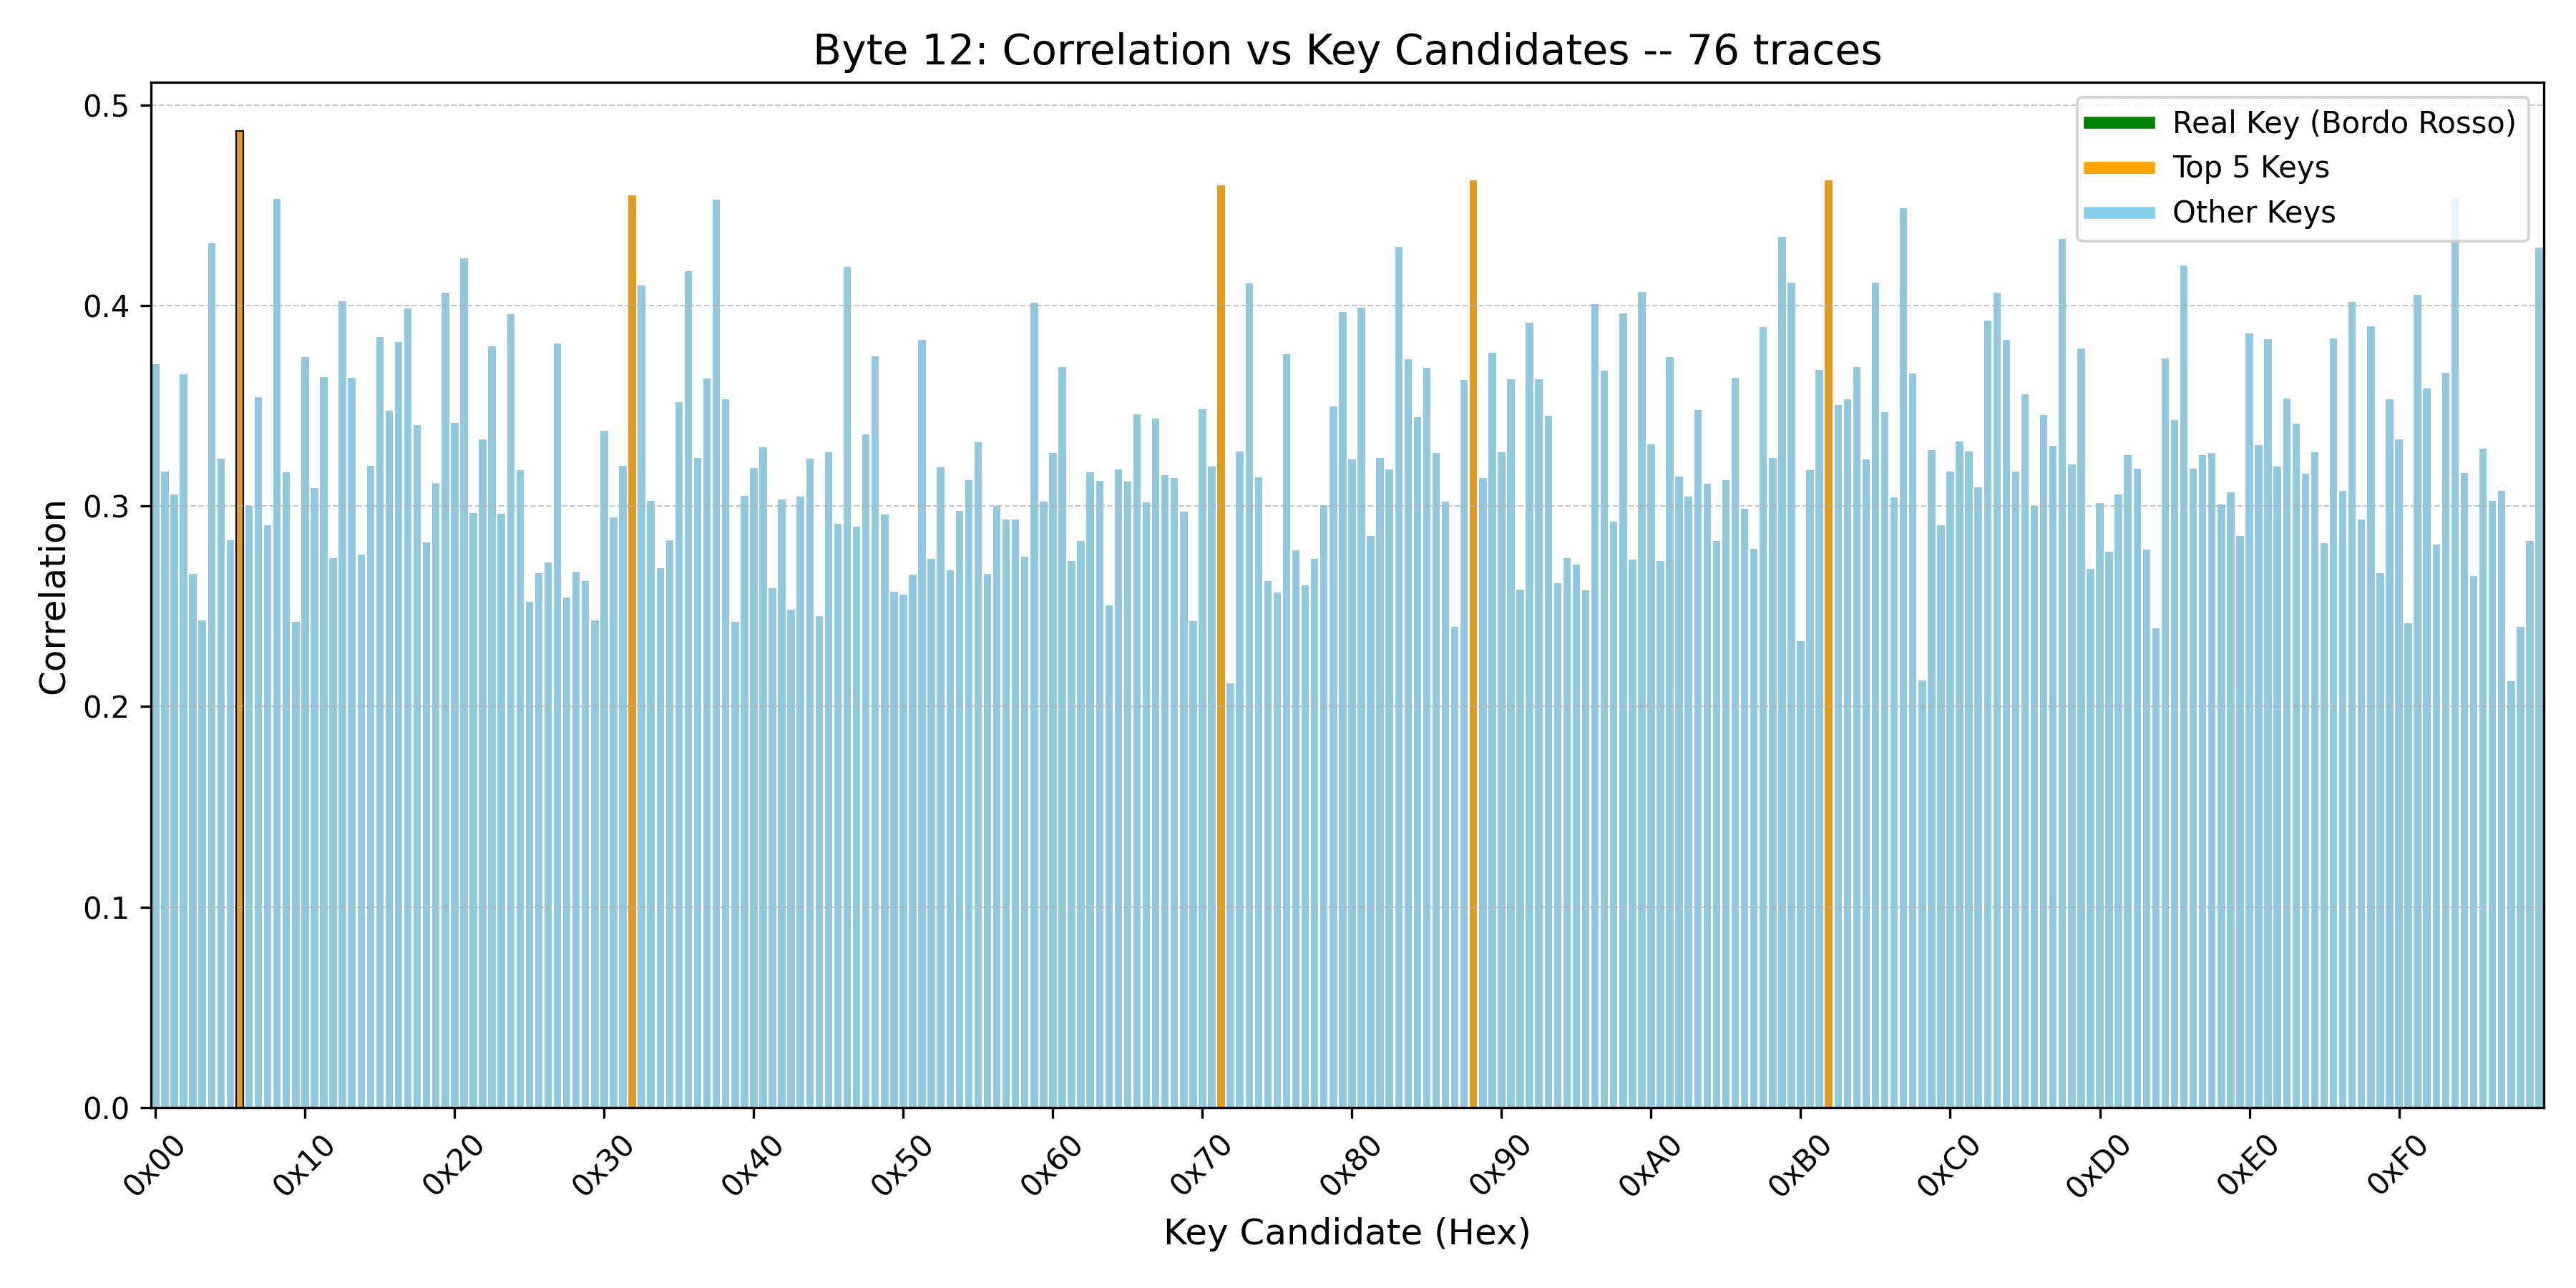 Byte 12: Correlation vs Key Candidates -- 76 traces
Real Key (Bordo Rosso)
Top 5 Keys
Other Keys
Correlation
0.5
0.4
0.3
0.2
0.1
0.0
0x00 0x10 0x20 0x30 0x40 0x50 0x60 0x70 0x80 0x90 0xA0 0xB0 0xC0 0xD0 0xE0 0xF0
Key Candidate (Hex)